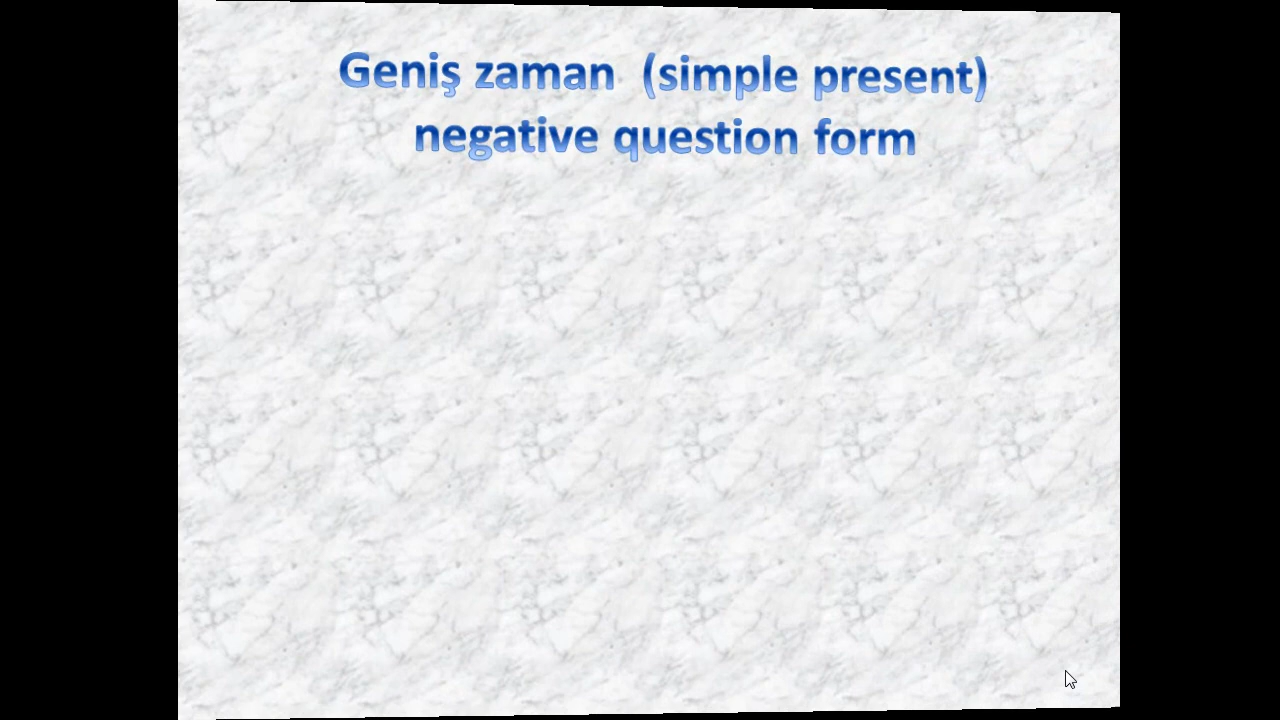 Geniş zaman (simple present)
negative question form